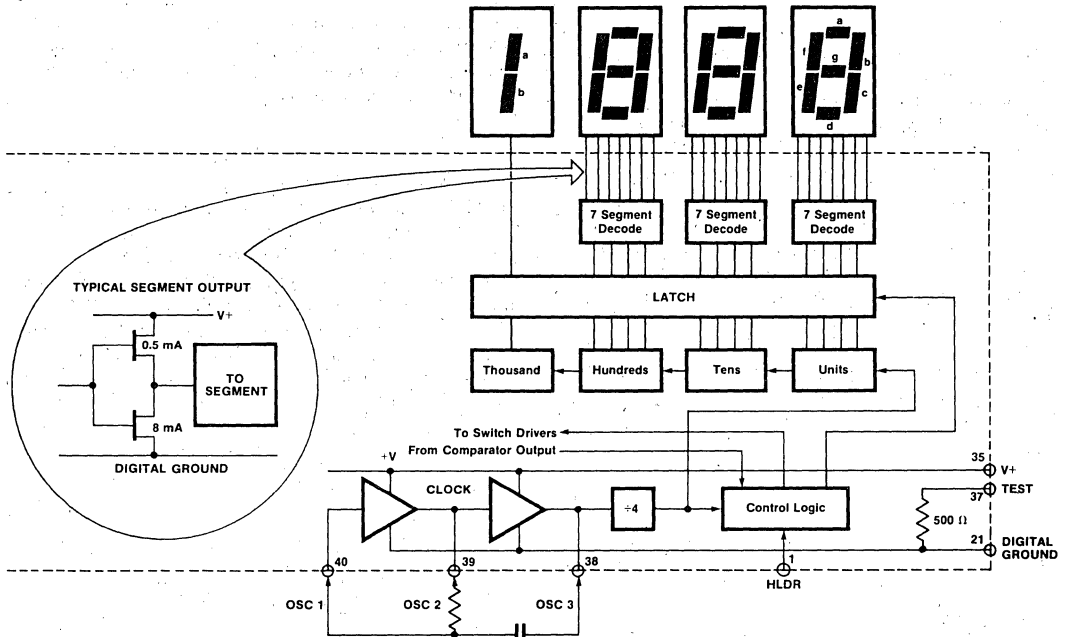 a
b
a
f
g
b
e
c
d
7 Segment
Decode
7 Segment
Decode
7 Segment
Decode
TYPICAL SEGMENT OUTPUT
V+
0.5 mA
TO
SEGMENT
8 mA
DIGITAL GROUND
LATCH
Thousand
Hundreds
Tens
Units
To Switch Drivers
From Comparator Output
+V
CLOCK
÷4
Control Logic
35
V+
TEST
37
500 Ω
21
DIGITAL
GROUND
40
39
38
1
HLDR
OSC 1
OSC 2
OSC 3